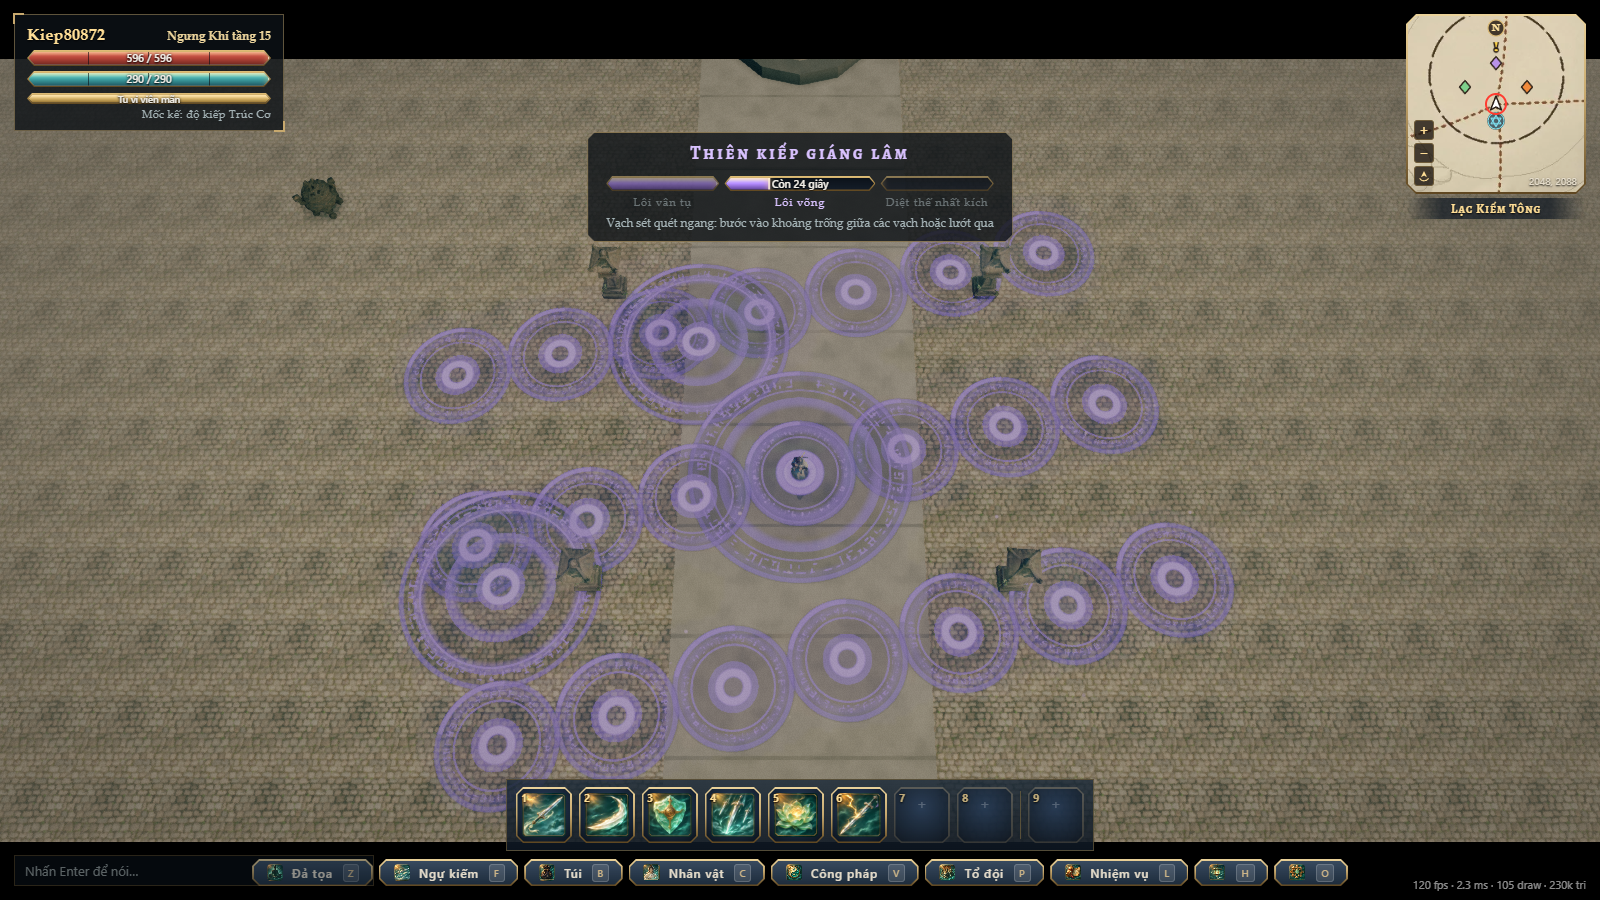 Kiep80872
Ngưng Khí tầng 15
596 / 596
290 / 290
Tu vi viên mãn
Mốc kế: độ kiếp Trúc Cơ
Thiên kiếp giáng lâm
Còn 24 giây
Lôi vân tụ
Lôi võng
Diệt thế nhất kích
Vạch sét quét ngang: bước vào khoảng trống giữa các vạch hoặc lướt qua
N
+
−
2048, 2088
Lạc Kiếm Tông
1
2
3
4
5
6
7
+
8
+
9
+
Nhấn Enter để nói...
Đả tọa Z
Ngự kiếm F
Túi B
Nhân vật C
Công pháp V
Tổ đội P
Nhiệm vụ L
H
O
120 fps · 2.3 ms · 105 draw · 230k tri